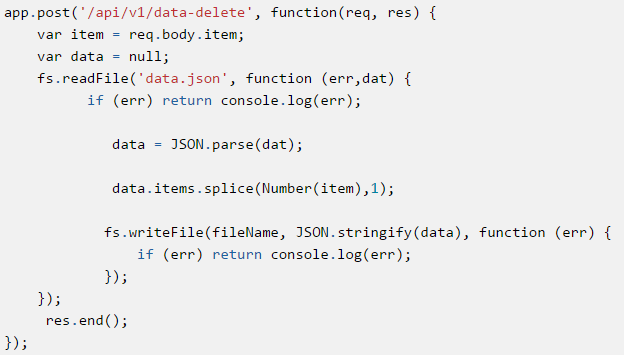 app.post('/api/v1/data-delete', function(req, res) {
    var item = req.body.item;
    var data = null;
    fs.readFile('data.json', function (err,dat) {
          if (err) return console.log(err);

             data = JSON.parse(dat);

             data.items.splice(Number(item),1);

            fs.writeFile(fileName, JSON.stringify(data), function (err) {
                if (err) return console.log(err);
            });
    });
     res.end();
});